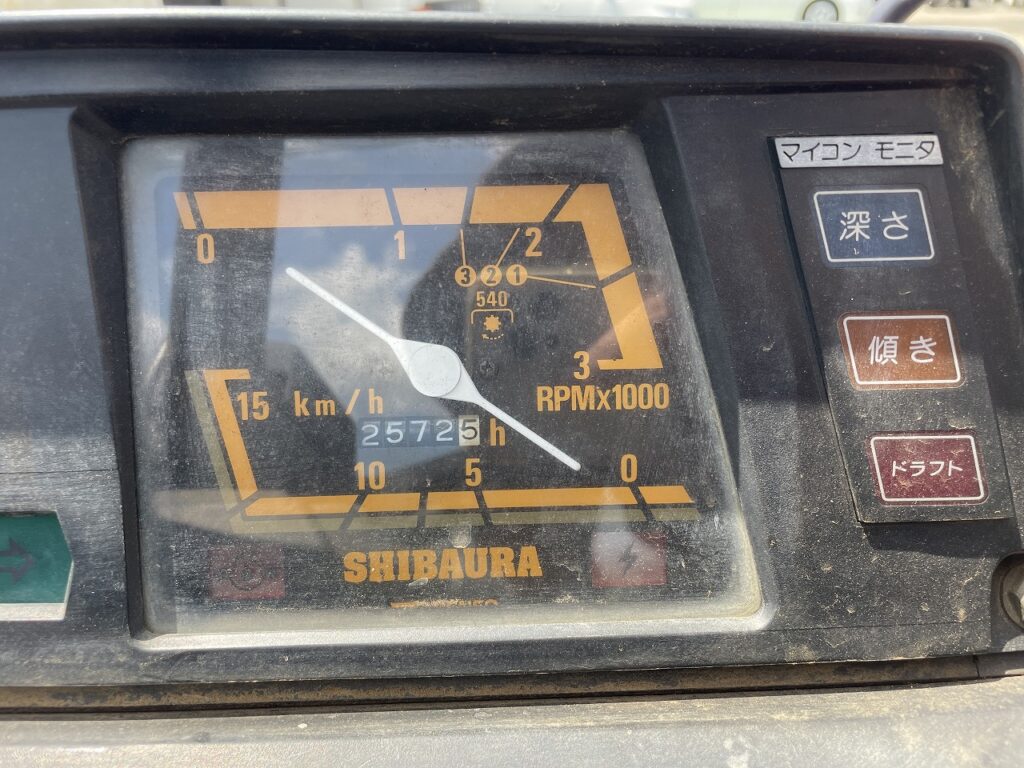 マイコン モニタ
深さ
傾き
ドラフト
0 1 2
3 2 1
540
3
RPMx1000
15 km/h
25725 h
10 5 0
SHIBAURA